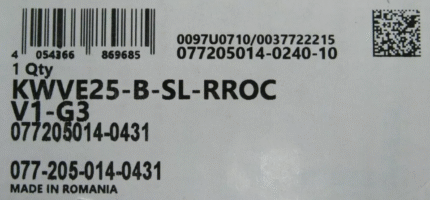 0097U0710/0037722215
077205014-0240-10
4 054366 869685
1 Qty
KWVE25-B-SL-RROC
V1-G3
077205014-0431
077-205-014-0431
MADE IN ROMANIA